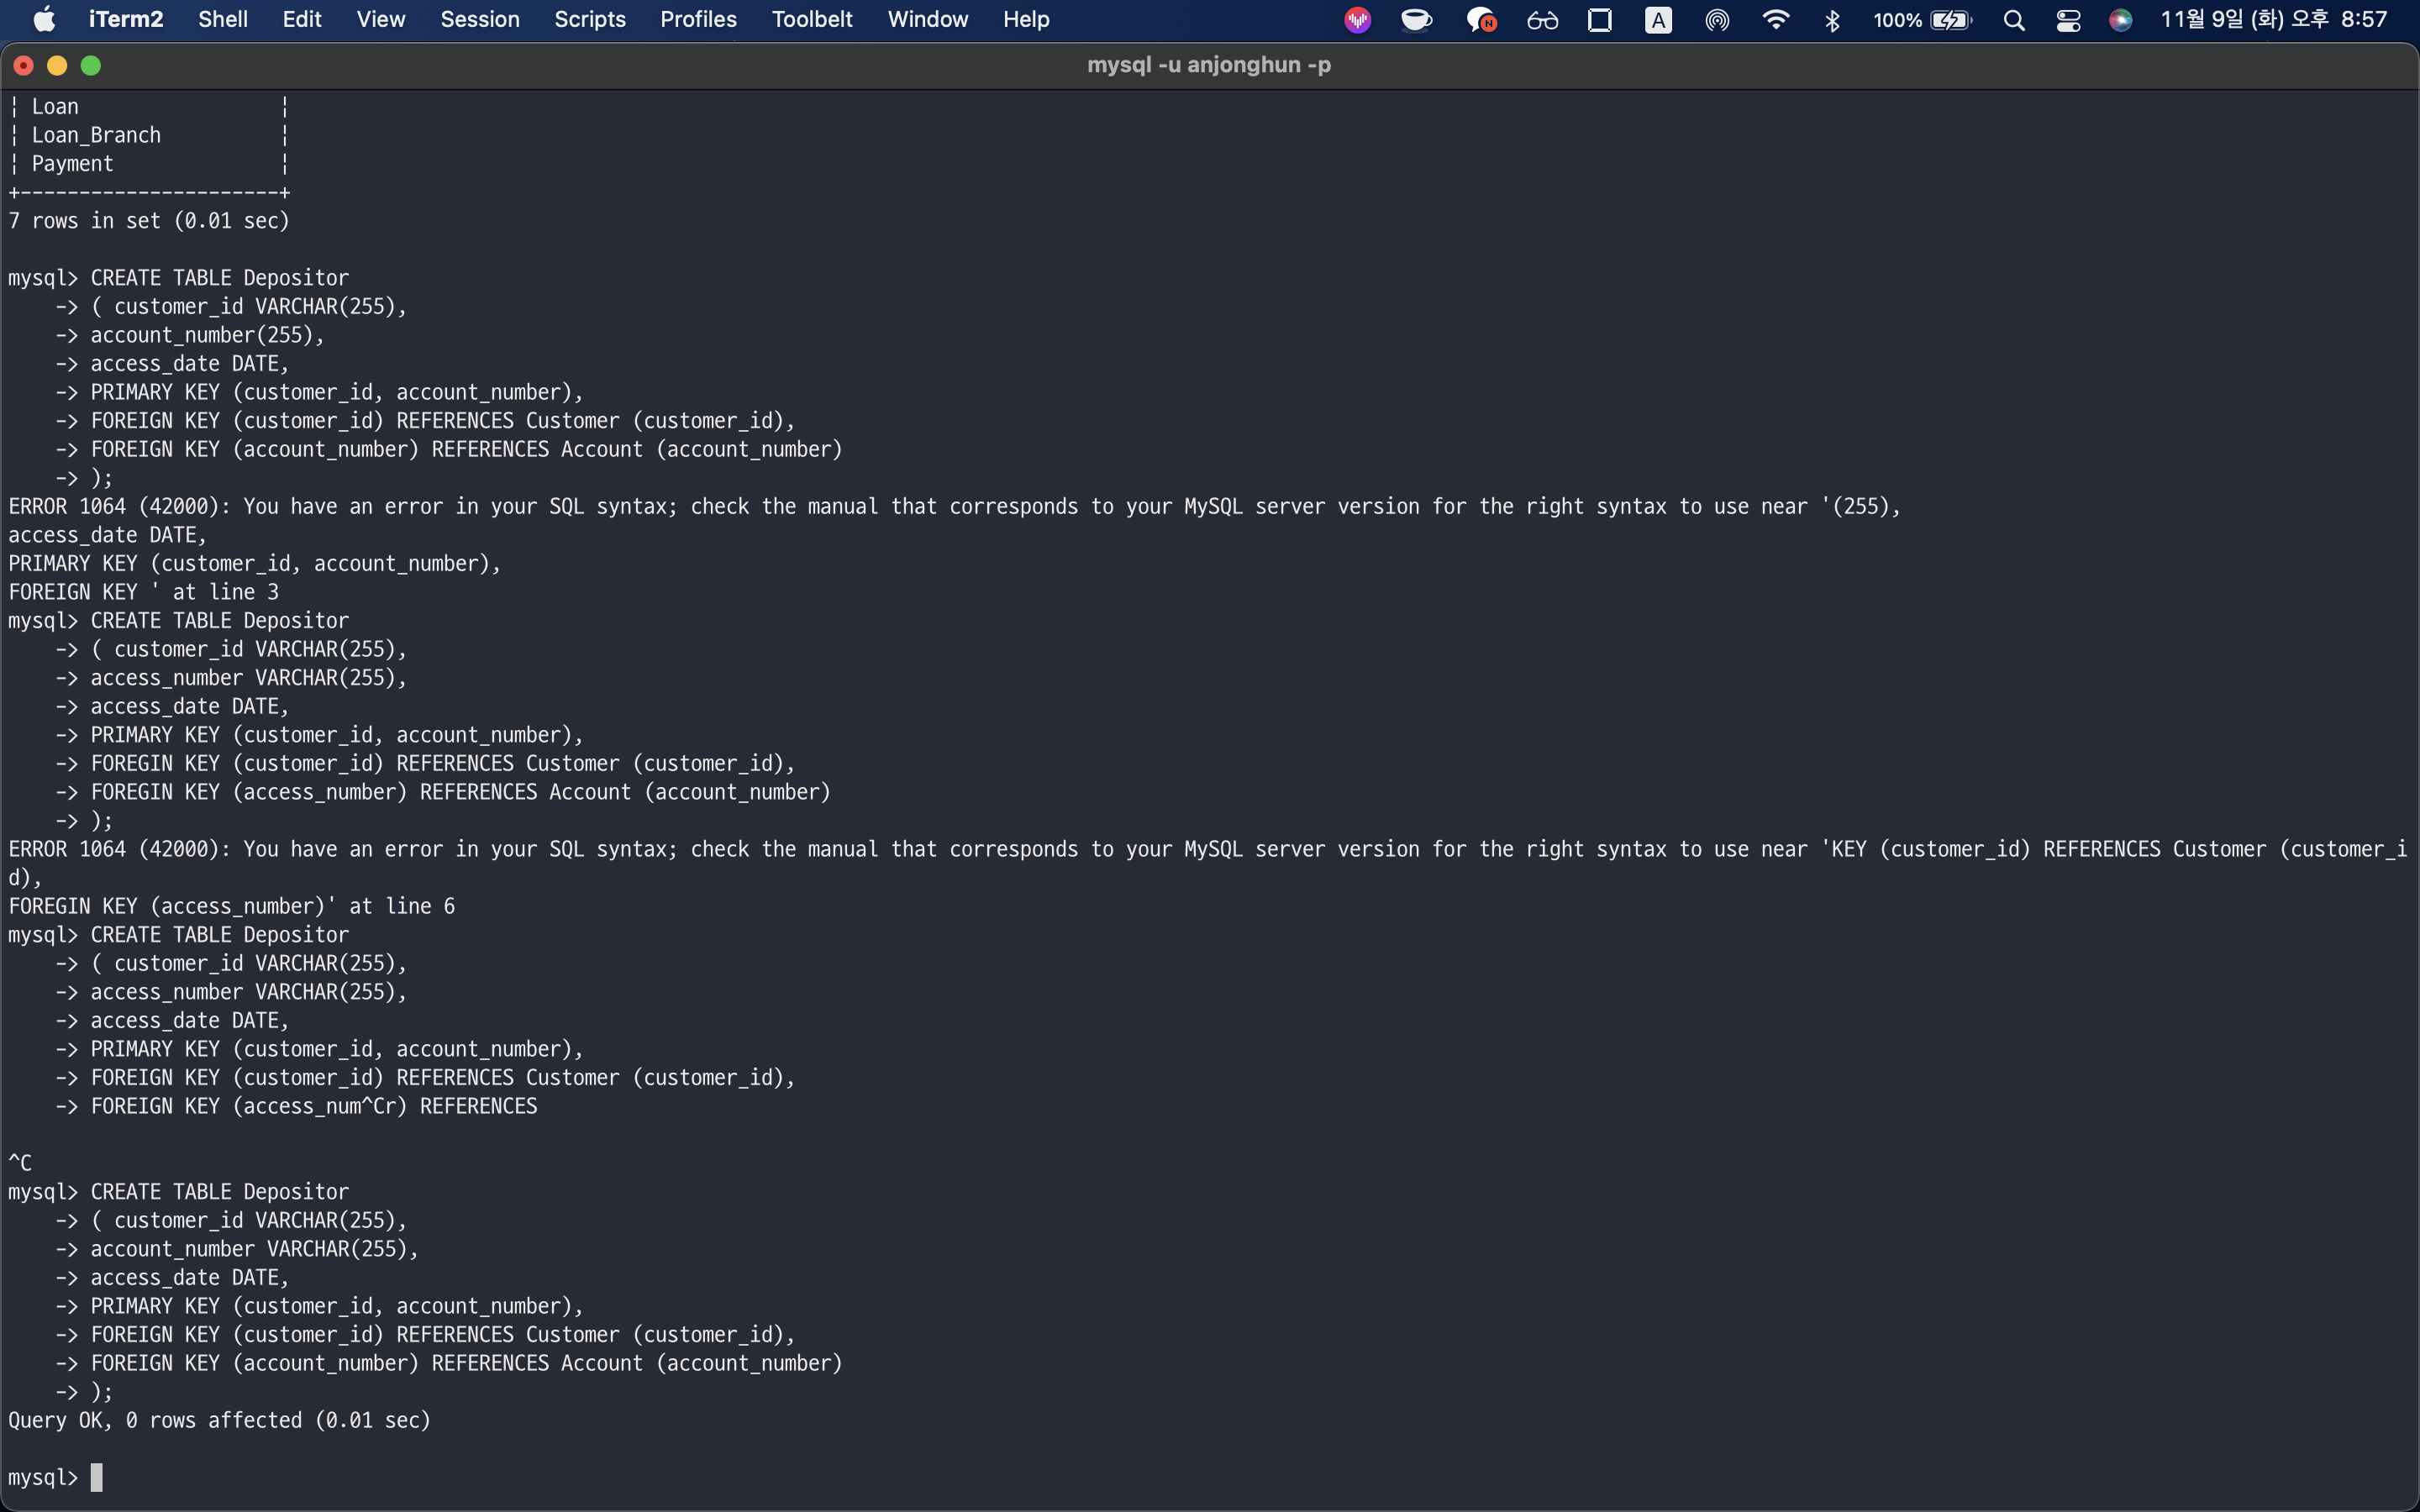 iTerm2 Shell Edit View Session Scripts Profiles Toolbelt Window Help N A 100% 11월 9일 (화) 오후 8:57
mysql -u anjonghun -p
¦ Loan ¦
¦ Loan_Branch ¦
¦ Payment ¦
+----------------------+
7 rows in set (0.01 sec)
mysql> CREATE TABLE Depositor
-> ( customer_id VARCHAR(255),
-> account_number(255),
-> access_date DATE,
-> PRIMARY KEY (customer_id, account_number),
-> FOREIGN KEY (customer_id) REFERENCES Customer (customer_id),
-> FOREIGN KEY (account_number) REFERENCES Account (account_number)
-> );
ERROR 1064 (42000): You have an error in your SQL syntax; check the manual that corresponds to your MySQL server version for the right syntax to use near '(255),
access_date DATE,
PRIMARY KEY (customer_id, account_number),
FOREIGN KEY ' at line 3
mysql> CREATE TABLE Depositor
-> ( customer_id VARCHAR(255),
-> access_number VARCHAR(255),
-> access_date DATE,
-> PRIMARY KEY (customer_id, account_number),
-> FOREGIN KEY (customer_id) REFERENCES Customer (customer_id),
-> FOREGIN KEY (access_number) REFERENCES Account (account_number)
-> );
ERROR 1064 (42000): You have an error in your SQL syntax; check the manual that corresponds to your MySQL server version for the right syntax to use near 'KEY (customer_id) REFERENCES Customer (customer_i
d),
FOREGIN KEY (access_number)' at line 6
mysql> CREATE TABLE Depositor
-> ( customer_id VARCHAR(255),
-> access_number VARCHAR(255),
-> access_date DATE,
-> PRIMARY KEY (customer_id, account_number),
-> FOREIGN KEY (customer_id) REFERENCES Customer (customer_id),
-> FOREIGN KEY (access_num^Cr) REFERENCES
^C
mysql> CREATE TABLE Depositor
-> ( customer_id VARCHAR(255),
-> account_number VARCHAR(255),
-> access_date DATE,
-> PRIMARY KEY (customer_id, account_number),
-> FOREIGN KEY (customer_id) REFERENCES Customer (customer_id),
-> FOREIGN KEY (account_number) REFERENCES Account (account_number)
-> );
Query OK, 0 rows affected (0.01 sec)
mysql>